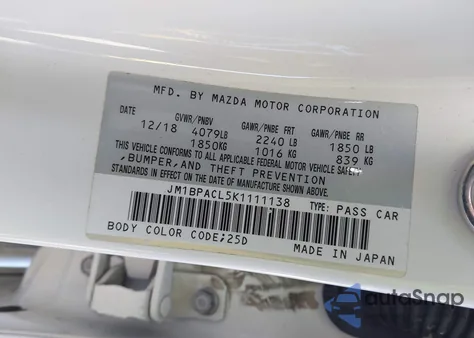 MFD. BY MAZDA MOTOR CORPORATION
DATE GVWR/PNBV GAWR/PNBE FRT GAWR/PNBE RR
12/18 4079LB 2240 LB 1850 LB
1850KG 1016 KG 839 KG
THIS VEHICLE CONFORMS TO ALL APPLICABLE FEDERAL MOTOR VEHICLE SAFETY
,BUMPER,AND THEFT PREVENTION
STANDARDS IN EFFECT ON THE DATE OF MANUFACTURE SHOWN ABOVE.
JM1BPACL5K1111138 TYPE: PASS CAR
BODY COLOR CODE;25D MADE IN JAPAN
autoSnap